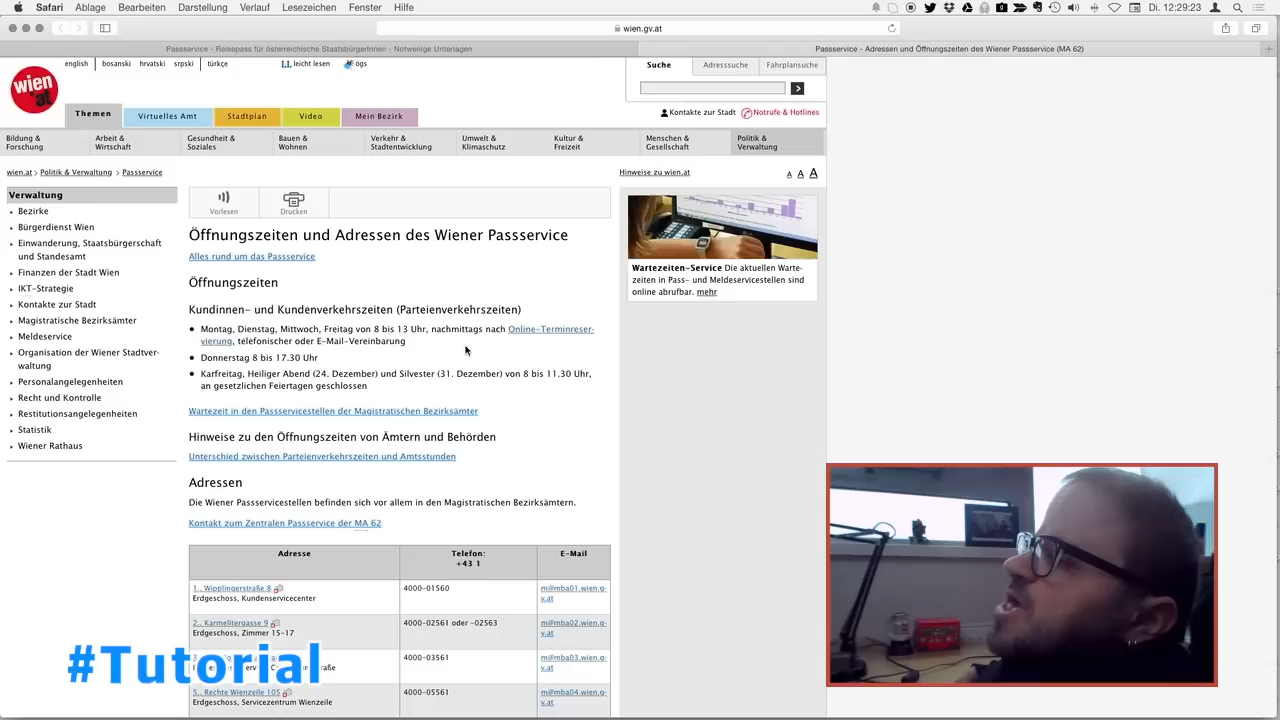 Safari Ablage Bearbeiten Darstellung Verlauf Lesezeichen Fenster Hilfe
Di. 12:29:23
wien.gv.at
Passservice - Reisepass für österreichische StaatsbürgerInnen - Notwenige Unterlagen
Passservice - Adressen und Öffnungszeiten des Wiener Passservice (MA 62)
english bosanski hrvatski srpski türkçe LL leicht lesen ögs
wien.at
Suche Adresssuche Fahrplansuche
Kontakte zur Stadt Notrufe & Hotlines
Themen Virtuelles Amt Stadtplan Video Mein Bezirk
Bildung & Forschung
Arbeit & Wirtschaft
Gesundheit & Soziales
Bauen & Wohnen
Verkehr & Stadtentwicklung
Umwelt & Klimaschutz
Kultur & Freizeit
Menschen & Gesellschaft
Politik & Verwaltung
wien.at > Politik & Verwaltung > Passservice
Hinweise zu wien.at
A A A
Verwaltung
Bezirke
Bürgerdienst Wien
Einwanderung, Staatsbürgerschaft
und Standesamt
Finanzen der Stadt Wien
IKT-Strategie
Kontakte zur Stadt
Magistratische Bezirksämter
Meldeservice
Organisation der Wiener Stadtver-
waltung
Personalangelegenheiten
Recht und Kontrolle
Restitutionsangelegenheiten
Statistik
Wiener Rathaus
Vorlesen Drucken
Öffnungszeiten und Adressen des Wiener Passservice
Alles rund um das Passservice
Öffnungszeiten
Kundinnen- und Kundenverkehrszeiten (Parteienverkehrszeiten)
Montag, Dienstag, Mittwoch, Freitag von 8 bis 13 Uhr, nachmittags nach Online-Terminreser-
vierung, telefonischer oder E-Mail-Vereinbarung
Donnerstag 8 bis 17.30 Uhr
Karfreitag, Heiliger Abend (24. Dezember) und Silvester (31. Dezember) von 8 bis 11.30 Uhr,
an gesetzlichen Feiertagen geschlossen
Wartezeit in den Passservicestellen der Magistratischen Bezirksämter
Hinweise zu den Öffnungszeiten von Ämtern und Behörden
Unterschied zwischen Parteienverkehrszeiten und Amtsstunden
Adressen
Die Wiener Passservicestellen befinden sich vor allem in den Magistratischen Bezirksämtern.
Kontakt zum Zentralen Passservice der MA 62
Adresse Telefon: E-Mail
+43 1
1., Wipplingerstraße 8 4000-01560 m@mba01.wien.g-
Erdgeschoss, Kundenservicecenter v.at
2., Karmelitergasse 9 4000-02561 oder -02563 m@mba02.wien.g-
Erdgeschoss, Zimmer 15-17 v.at
4000-03561 m@mba03.wien.g-
v.at
5., Rechte Wienzeile 105 4000-05561 m@mba04.wien.g-
Erdgeschoss, Servicezentrum Wienzeile v.at
Wartezeiten-Service Die aktuellen Warte-
zeiten in Pass- und Meldeservicestellen sind
online abrufbar. mehr
#Tutorial